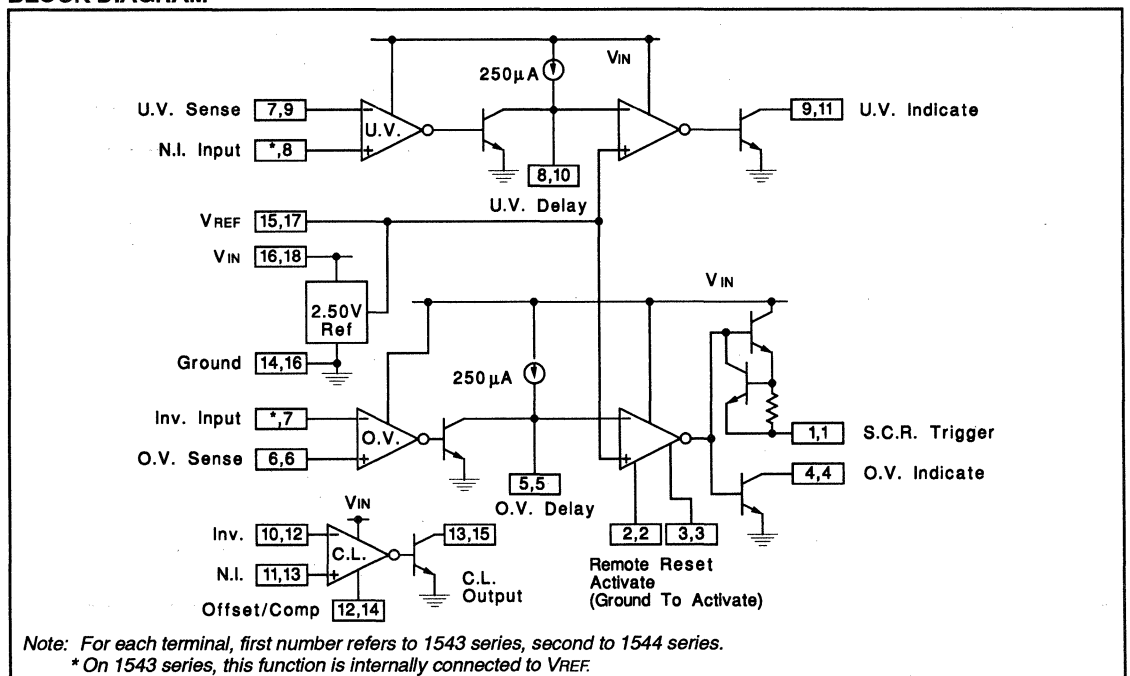 BLOCK DIAGRAM
VIN
250µA
U.V. Sense 7,9
U.V.
9,11 U.V. Indicate
N.I. Input *,8
8,10
U.V. Delay
VREF 15,17
VIN 16,18
VIN
2.50V
Ref
Ground 14,16
250µA
Inv. Input *,7
O.V.
1,1 S.C.R. Trigger
O.V. Sense 6,6
4,4 O.V. Indicate
5,5
O.V. Delay
VIN
2,2 3,3
Inv. 10,12
13,15
C.L.
Remote Reset
Activate
(Ground To Activate)
N.I. 11,13
C.L.
Output
Offset/Comp 12,14
- +
- +
- +
- +
- +
Note: For each terminal, first number refers to 1543 series, second to 1544 series.
* On 1543 series, this function is internally connected to VREF.